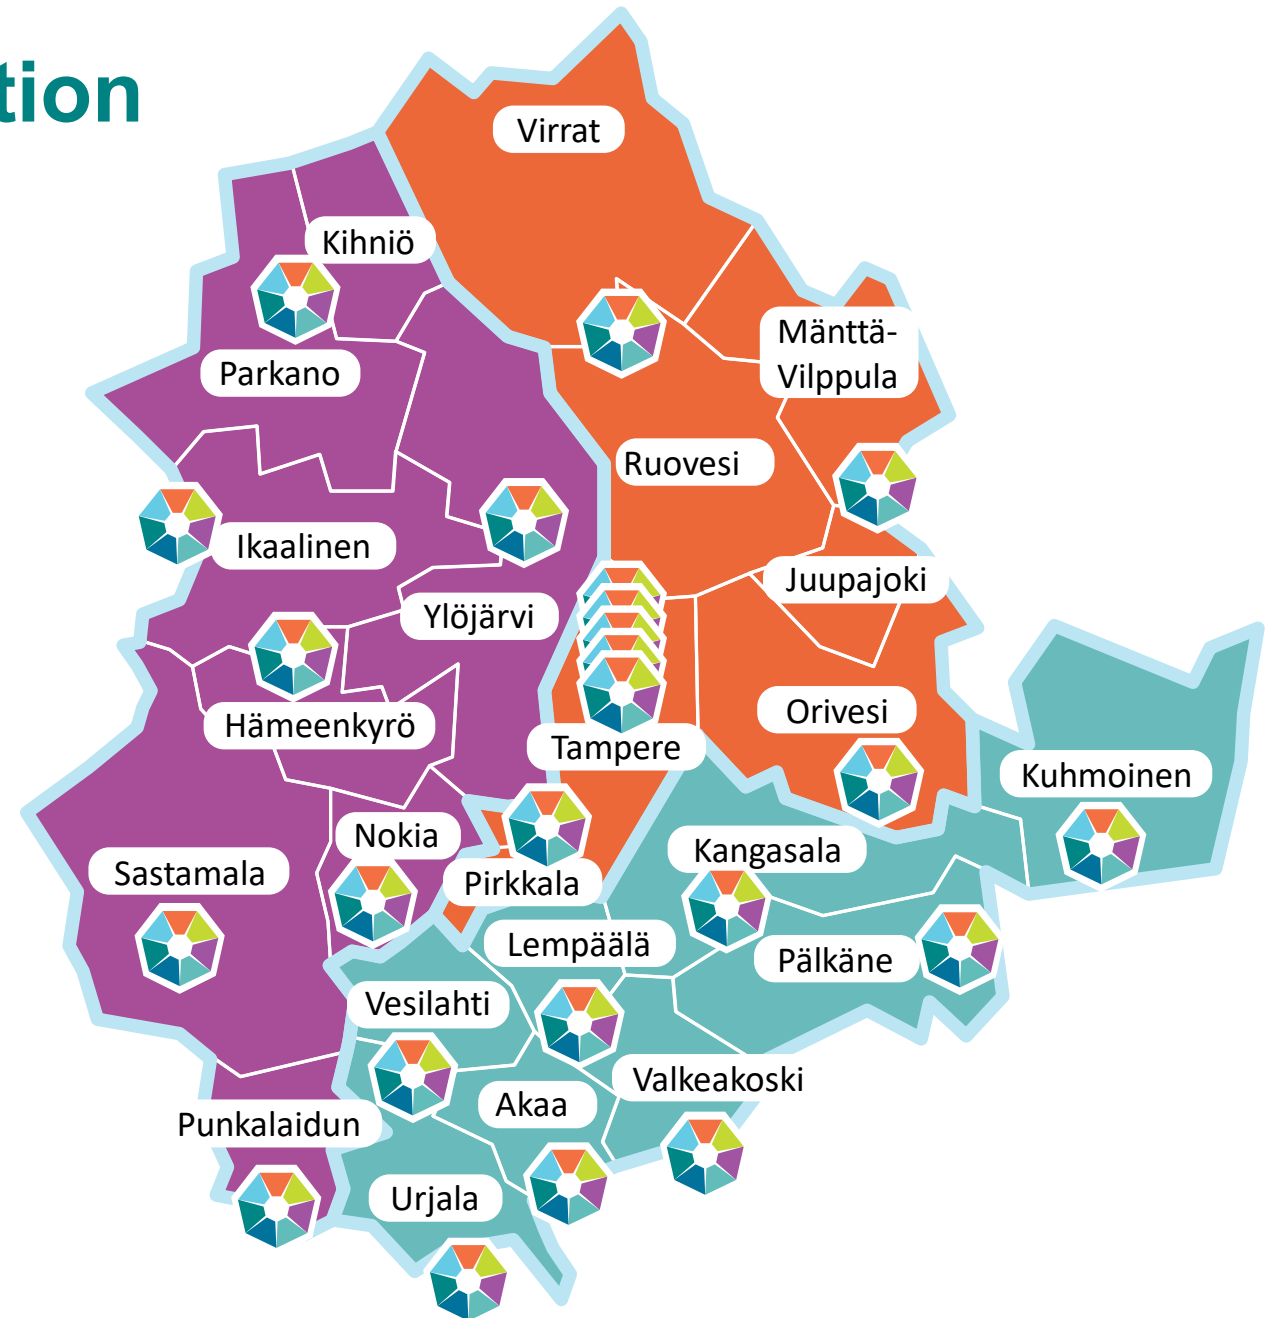 tion
Virrat
Kihniö
Mänttä-
Vilppula
Parkano
Ruovesi
Ikaalinen
Juupajoki
Ylöjärvi
Orivesi
Hämeenkyrö
Tampere
Kuhmoinen
Nokia
Kangasala
Sastamala
Pirkkala
Lempäälä
Pälkäne
Vesilahti
Valkeakoski
Akaa
Punkalaidun
Urjala